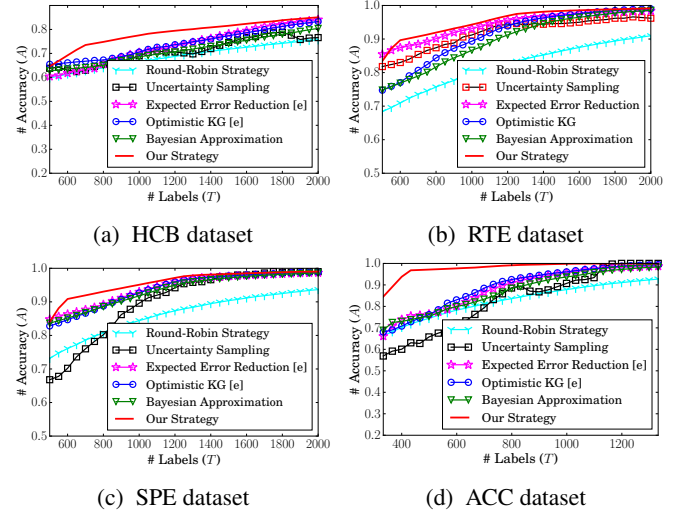 # Accuracy (A)
0.8
0.7
0.6
0.5
0.4
0.3
0.2
600 800 1000 1200 1400 1600 1800 2000
# Labels (T)
Round-Robin Strategy
Uncertainty Sampling
Expected Error Reduction [e]
Optimistic KG [e]
Bayesian Approximation
Our Strategy
(a) HCB dataset
# Accuracy (A)
1.0
0.9
0.8
0.7
0.6
0.5
600 800 1000 1200 1400 1600 1800 2000
# Labels (T)
Round-Robin Strategy
Uncertainty Sampling
Expected Error Reduction [e]
Optimistic KG
Bayesian Approximation
Our Strategy
(b) RTE dataset
# Accuracy (A)
1.0
0.9
0.8
0.7
0.6
0.5
600 800 1000 1200 1400 1600 1800 2000
# Labels (T)
Round-Robin Strategy
Uncertainty Sampling
Expected Error Reduction [e]
Optimistic KG [e]
Bayesian Approximation
Our Strategy
(c) SPE dataset
# Accuracy (A)
1.0
0.9
0.8
0.7
0.6
0.5
0.4
0.3
0.2
400 600 800 1000 1200
# Labels (T)
Round-Robin Strategy
Uncertainty Sampling
Expected Error Reduction [e]
Optimistic KG [e]
Bayesian Approximation
Our Strategy
(d) ACC dataset